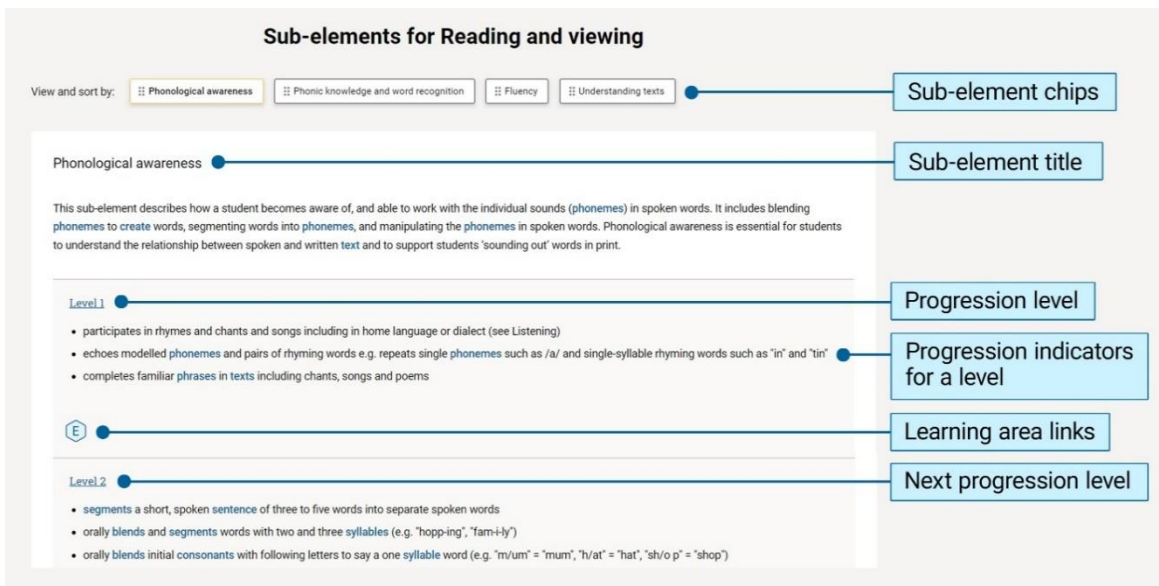 Sub-elements for Reading and viewing
View and sort by: Phonological awareness Phonic knowledge and word recognition Fluency Understanding texts
Sub-element chips
Phonological awareness
Sub-element title
This sub-element describes how a student becomes aware of, and able to work with the individual sounds (phonemes) in spoken words. It includes blending
phonemes to create words, segmenting words into phonemes, and manipulating the phonemes in spoken words. Phonological awareness is essential for students
to understand the relationship between spoken and written text and to support students 'sounding out' words in print.
Level 1
Progression level
• participates in rhymes and chants and songs including in home language or dialect (see Listening)
• echoes modelled phonemes and pairs of rhyming words e.g. repeats single phonemes such as /a/ and single-syllable rhyming words such as "in" and "tin"
Progression indicators
for a level
• completes familiar phrases in texts including chants, songs and poems
E
Learning area links
Level 2
Next progression level
• segments a short, spoken sentence of three to five words into separate spoken words
• orally blends and segments words with two and three syllables (e.g. "hopp-ing", "fam-i-ly")
• orally blends initial consonants with following letters to say a one syllable word (e.g. "m/um" = "mum", "h/at" = "hat", "sh/o p" = "shop")